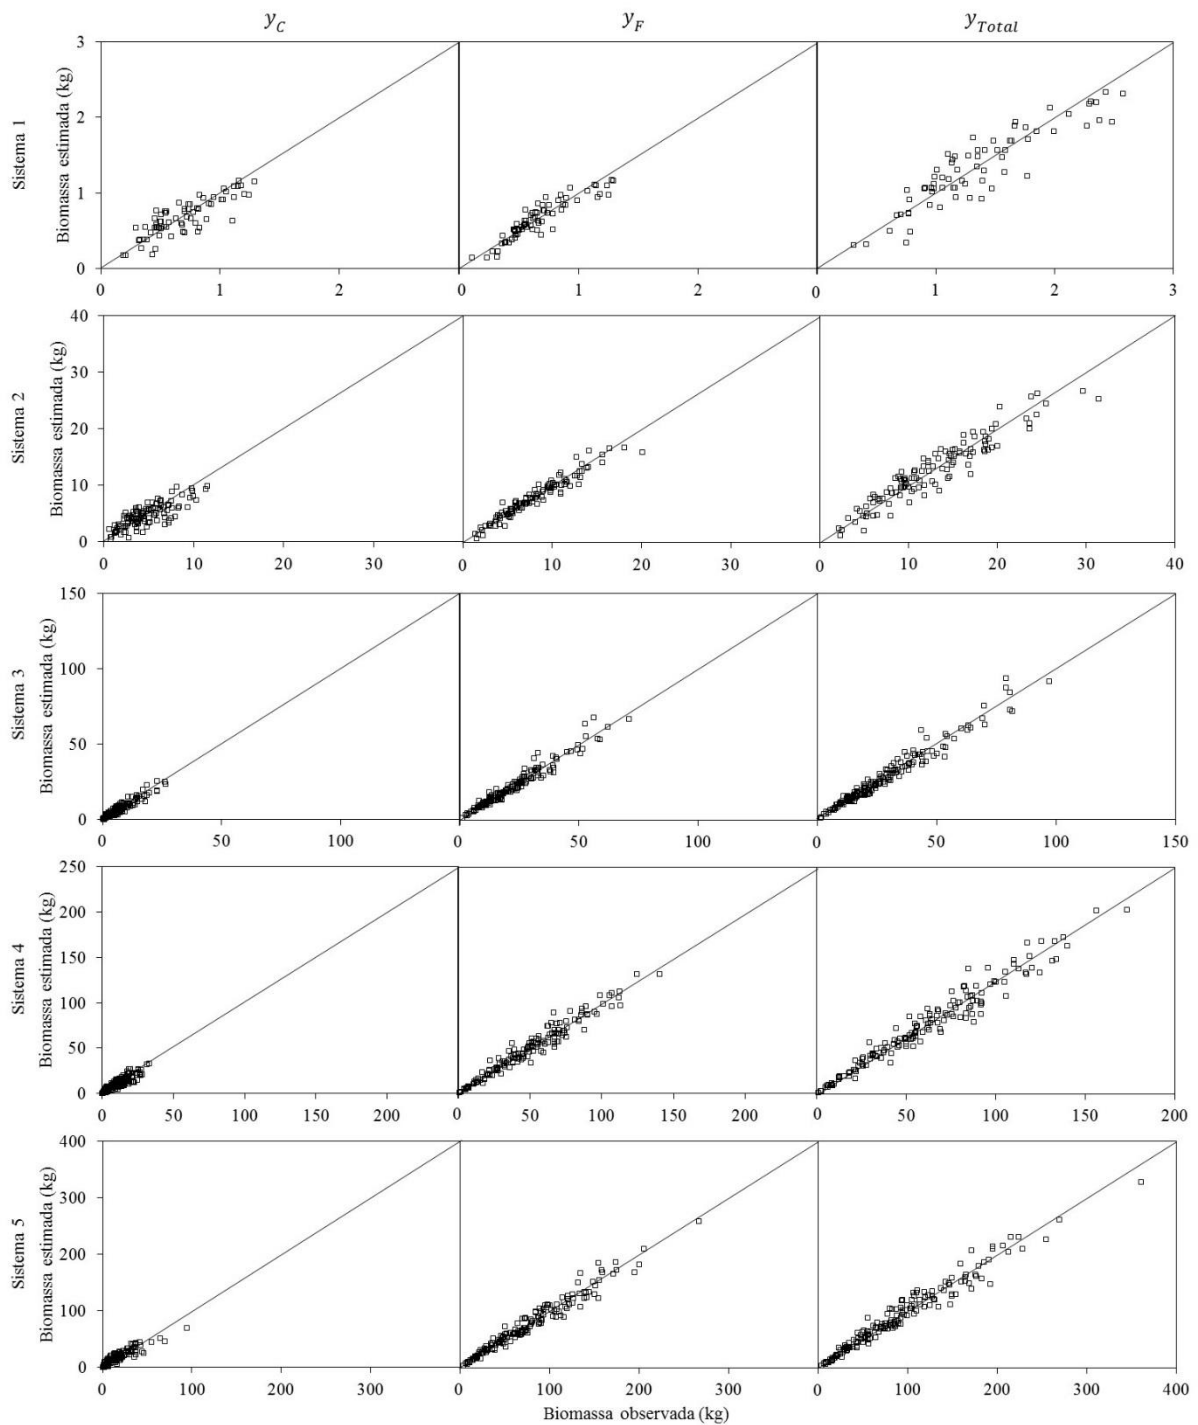 y_C y_F y_Total
Sistema 1
Biomassa estimada (kg)
3
2
1
0
0 1 2 0 1 2 0 1 2 3
Sistema 2
Biomassa estimada (kg)
40
30
20
10
0
0 10 20 30 0 10 20 30 0 10 20 30 40
Sistema 3
Biomassa estimada (kg)
150
100
50
0
0 50 100 0 50 100 0 50 100 150
Sistema 4
Biomassa estimada (kg)
250
200
150
100
50
0
0 50 100 150 200 0 50 100 150 200 0 50 100 150 200
Sistema 5
Biomassa estimada (kg)
400
300
200
100
0
0 100 200 300 0 100 200 300 0 100 200 300 400
Biomassa observada (kg)